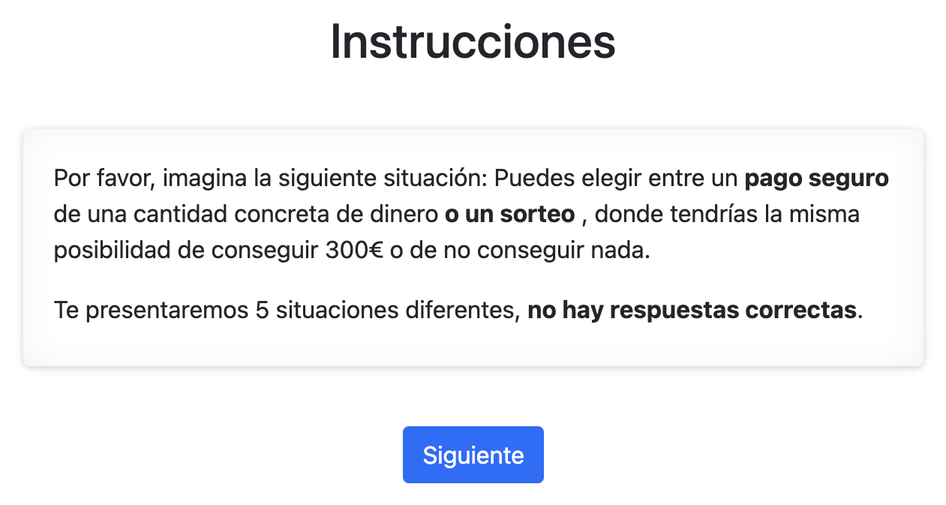 Instrucciones
Por favor, imagina la siguiente situación: Puedes elegir entre un pago seguro
de una cantidad concreta de dinero o un sorteo , donde tendrías la misma
posibilidad de conseguir 300€ o de no conseguir nada.
Te presentaremos 5 situaciones diferentes, no hay respuestas correctas.
Siguiente